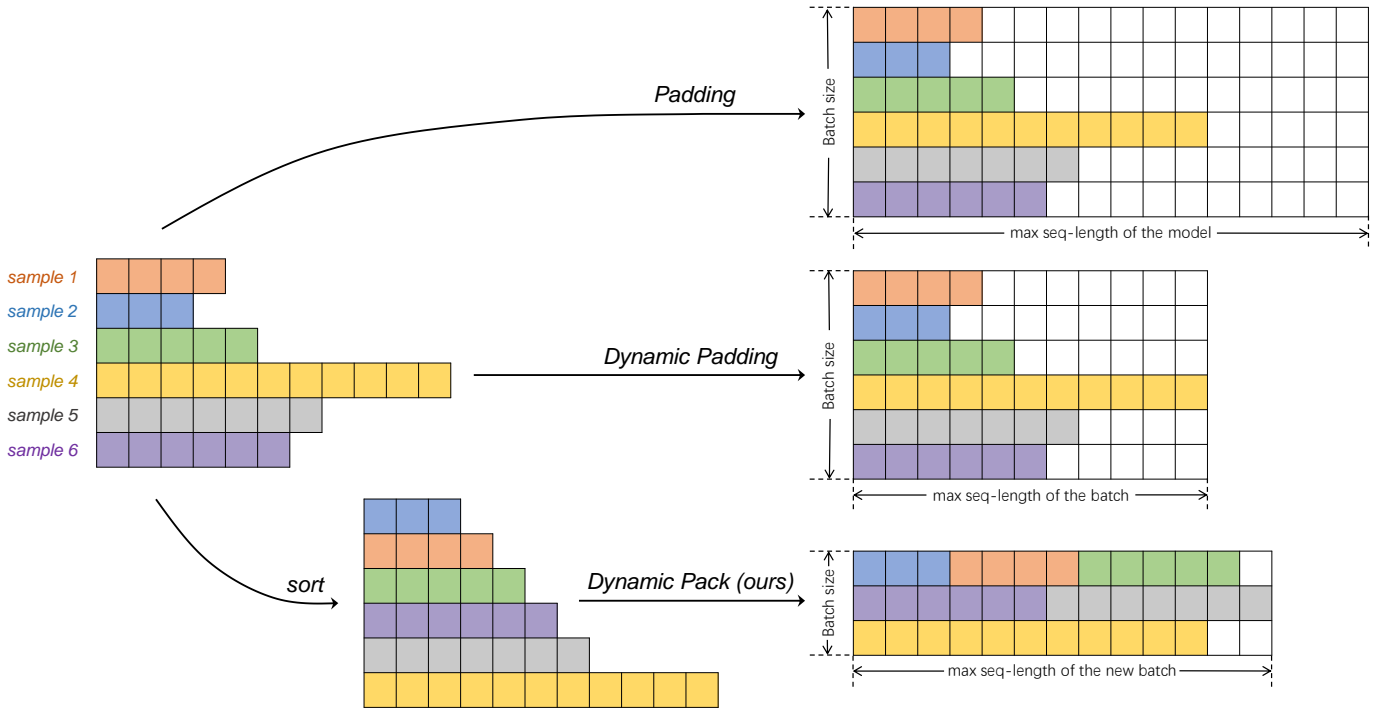 Padding
Batch size
max seq-length of the model
sample 1
sample 2
sample 3
sample 4
sample 5
sample 6
Dynamic Padding
Batch size
max seq-length of the batch
sort
Dynamic Pack (ours)
Batch size
max seq-length of the new batch